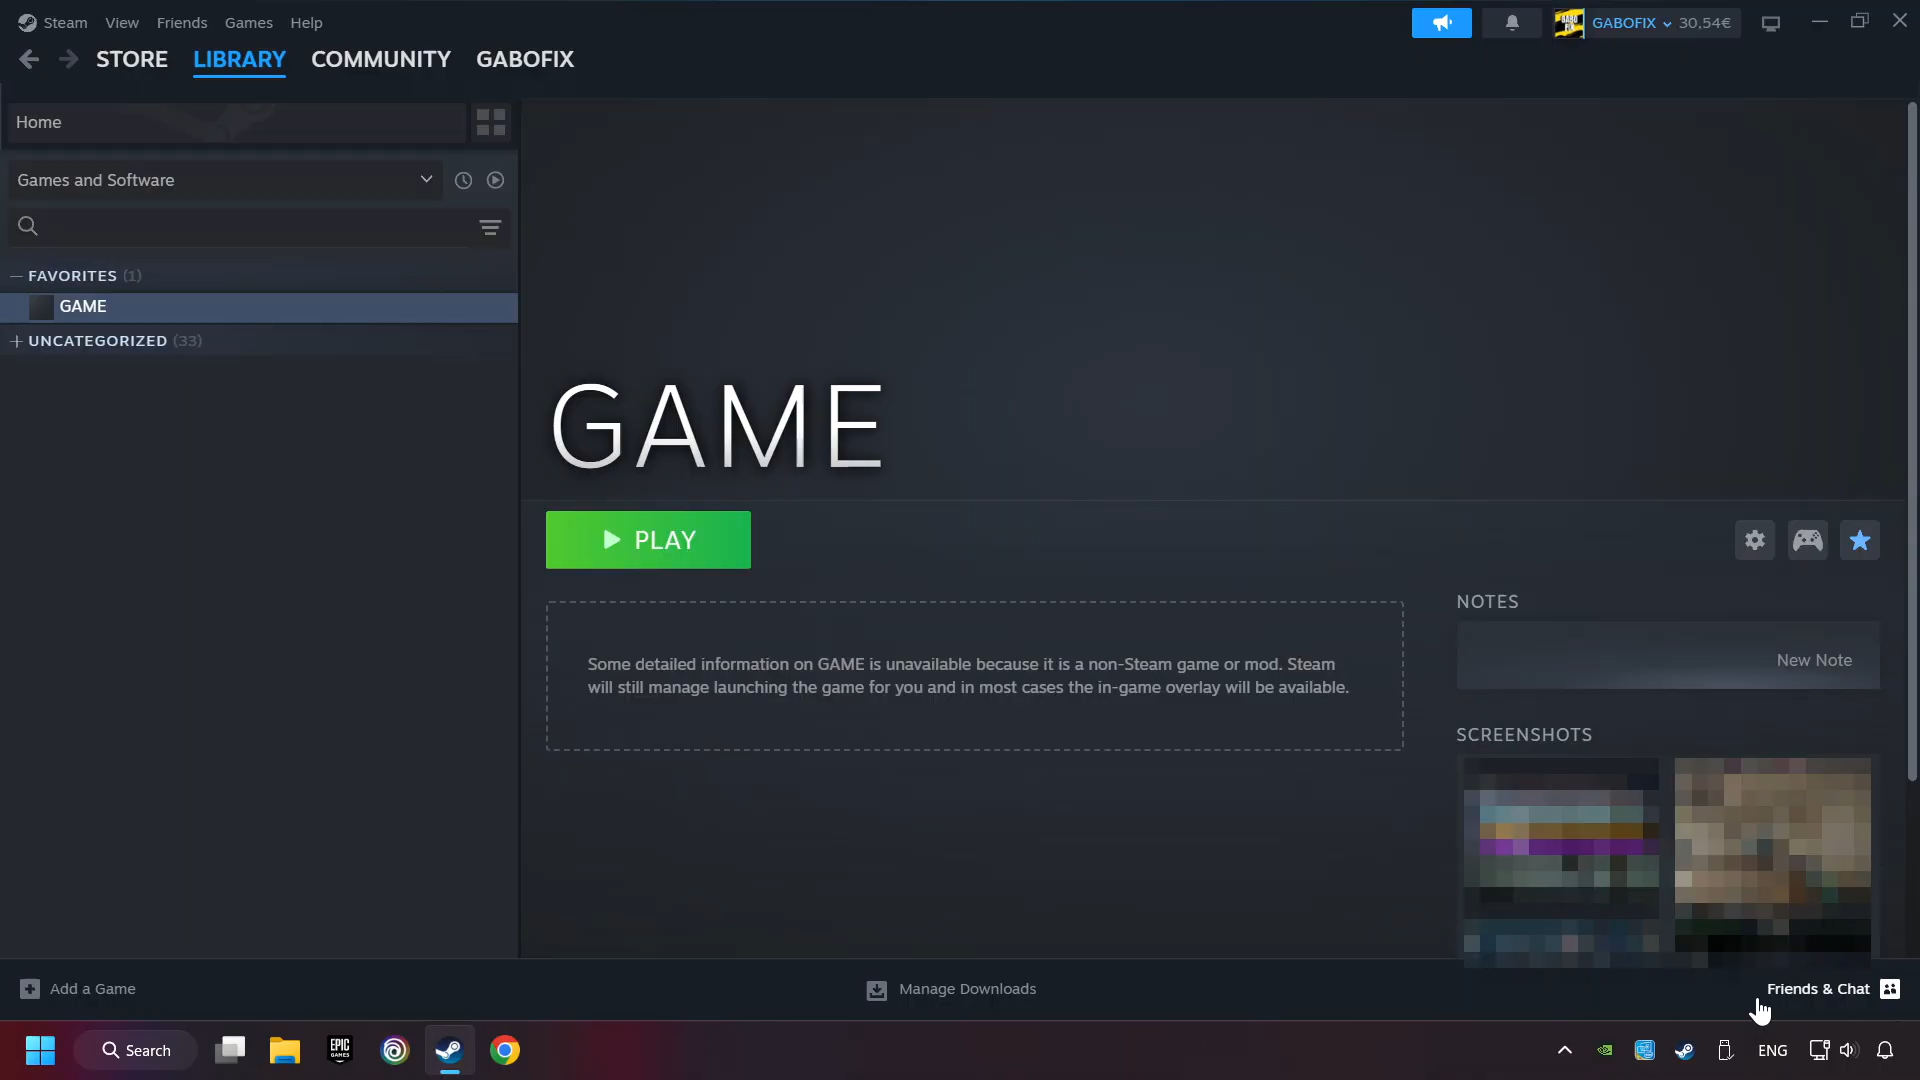 Steam View Friends Games Help
GABOFIX 30,54€
STORE LIBRARY COMMUNITY GABOFIX
Home
Games and Software
FAVORITES (1)
GAME
UNCATEGORIZED (33)
GAME
PLAY
Some detailed information on GAME is unavailable because it is a non-Steam game or mod. Steam
will still manage launching the game for you and in most cases the in-game overlay will be available.
NOTES
New Note
SCREENSHOTS
Add a Game
Manage Downloads
Friends & Chat
Search
EPIC
GAMES
ENG